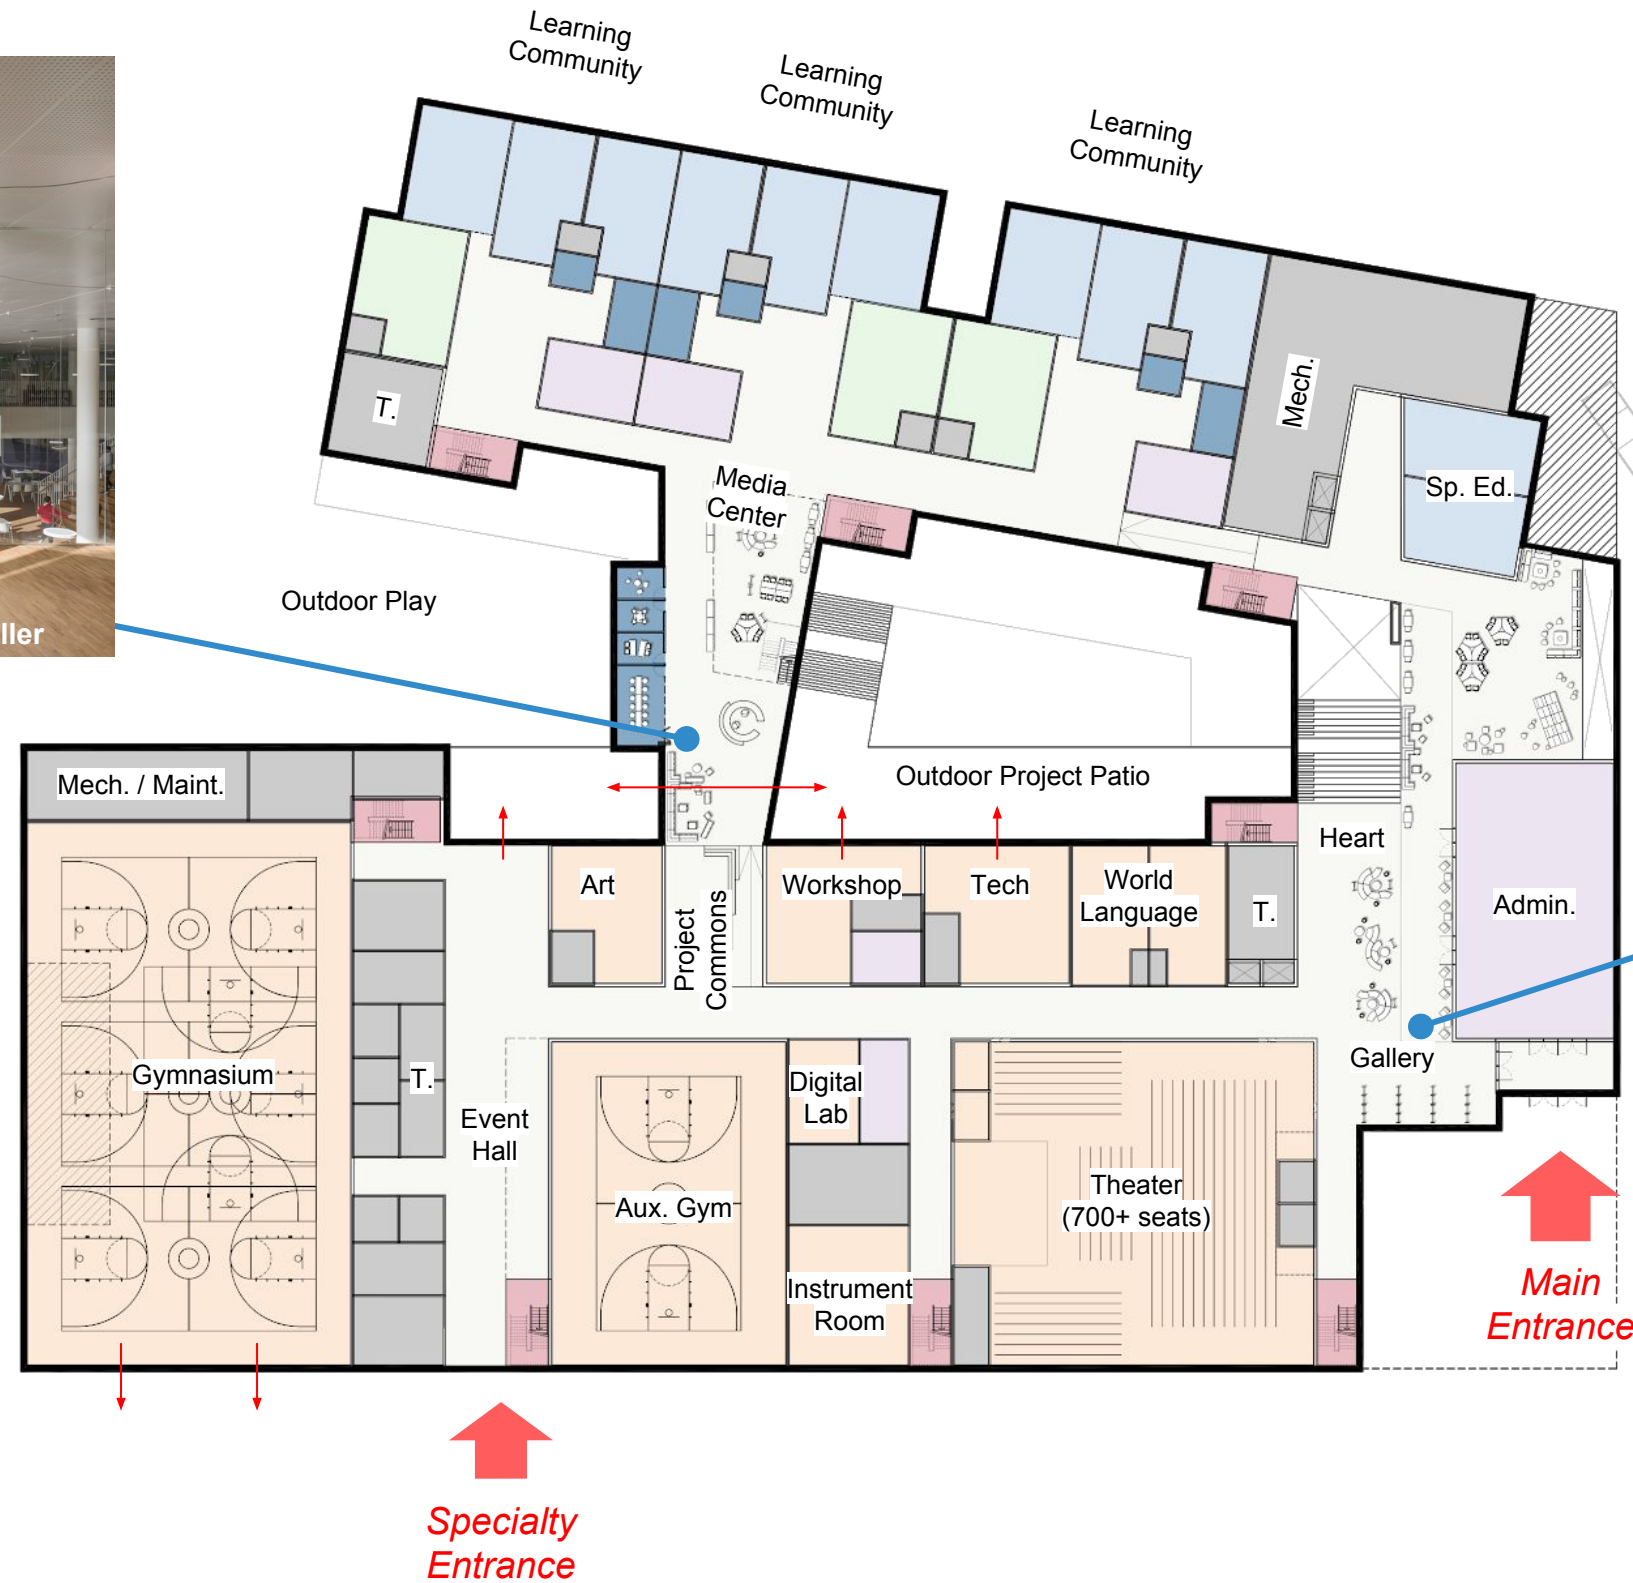 Learning
Community
Learning
Community
Learning
Community
T.
Mech.
Media
Center
Sp. Ed.
Outdoor Play
ller
Mech. / Maint.
Outdoor Project Patio
Heart
Art
Project
Commons
Workshop
Tech
World
Language
T.
Admin.
Gymnasium
T.
Event
Hall
Digital
Lab
Gallery
Aux. Gym
Theater
(700+ seats)
Instrument
Room
Main
Entrance
Specialty
Entrance